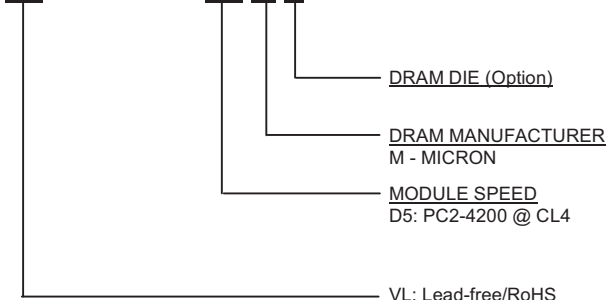 DRAM DIE (Option)
DRAM MANUFACTURER
M - MICRON
MODULE SPEED
D5: PC2-4200 @ CL4
VL: Lead-free/RoHS